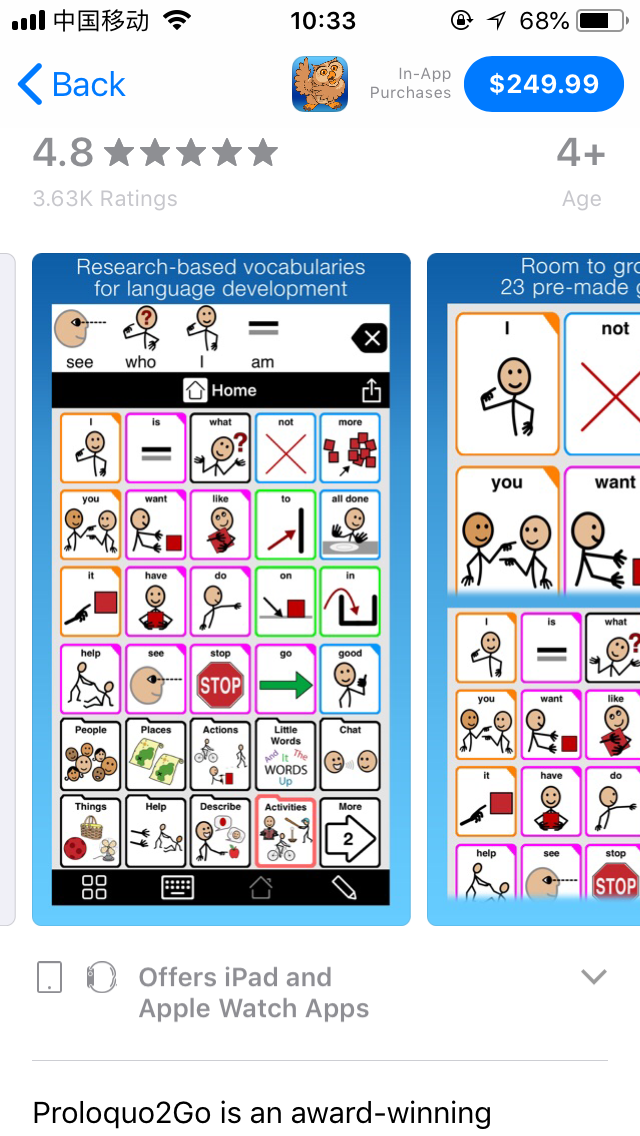 中国移动
10:33
68%
Back
In-App
Purchases
$249.99
4.8
4+
3.63K Ratings
Age
Research-based vocabularies
for language development
see who I am
Home
I is what not more
you want like to all done
it have do on in
help see stop go good
STOP
People Places Actions Little Words Chat
And It The
WORDS
Up
Things Help Describe Activities More
2
Room to gro
23 pre-made g
I not
you want
I is what
you want like
it have do
help see stop
STOP
Offers iPad and
Apple Watch Apps
Proloquo2Go is an award-winning